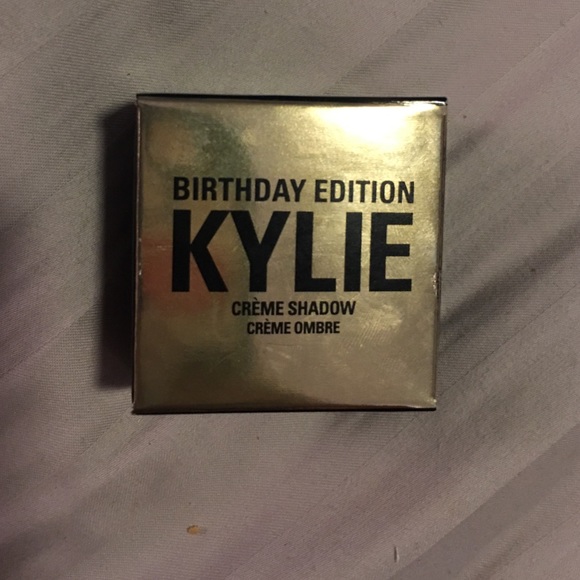 BIRTHDAY EDITION
KYLIE
CRÈME SHADOW
CRÈME OMBRE